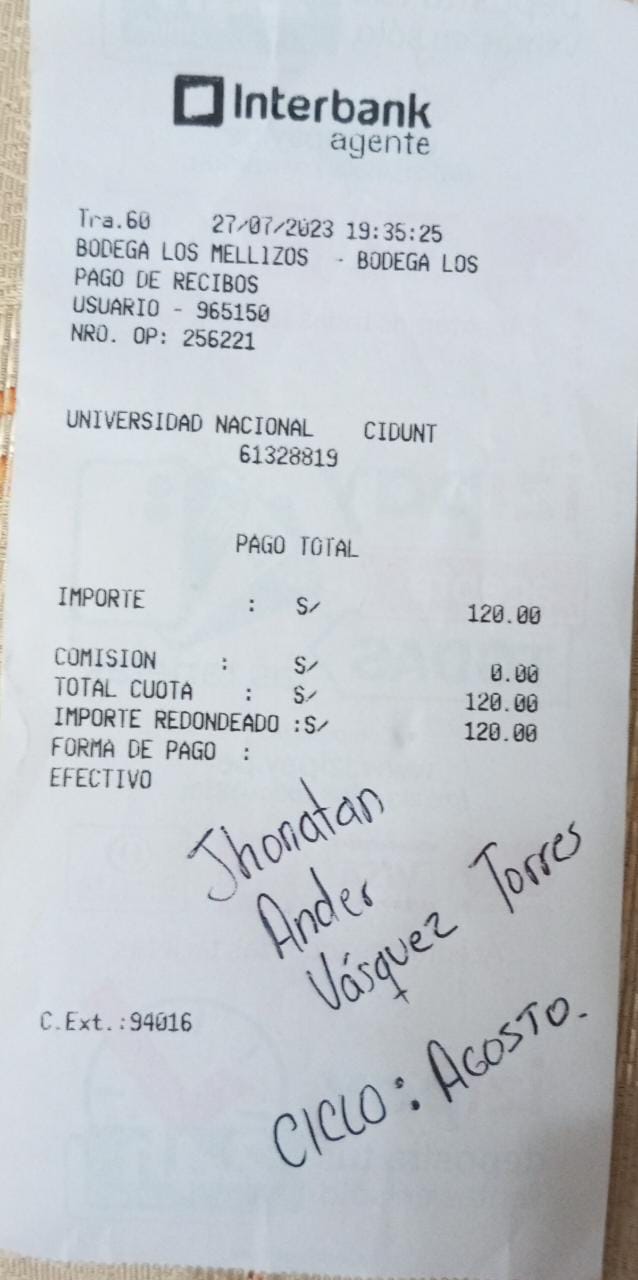 Interbank
agente
Tra.60 27/07/2023 19:35:25
BODEGA LOS MELLIZOS - BODEGA LOS
PAGO DE RECIBOS
USUARIO - 965150
NRO. OP: 256221
UNIVERSIDAD NACIONAL CIDUNT
61328819
PAGO TOTAL
IMPORTE : S/ 120.00
COMISION : S/ 0.00
TOTAL CUOTA : S/ 120.00
IMPORTE REDONDEADO :S/ 120.00
FORMA DE PAGO :
EFECTIVO
Jhonatan
Ander
Vásquez Torres
C.Ext.:94016
CICLO: AGOSTO.